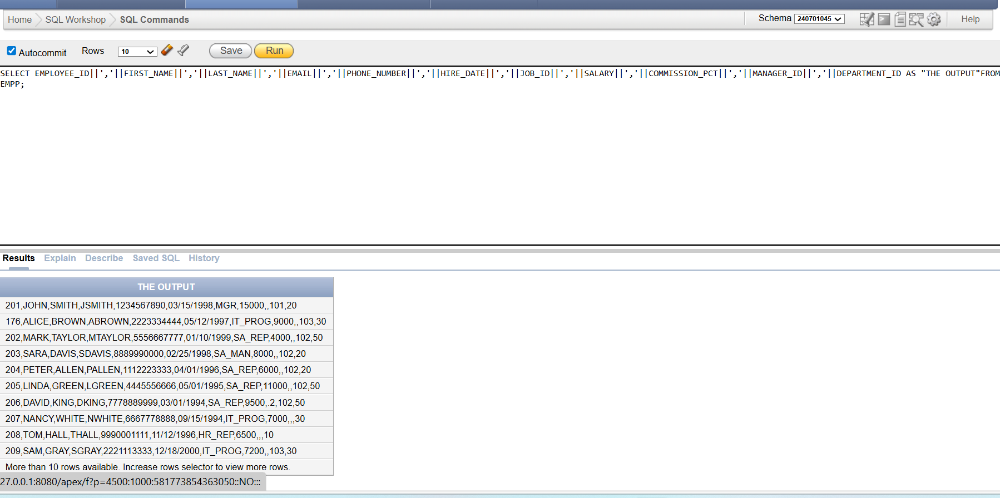 Home SQL Workshop SQL Commands Schema 240701045 Help
Autocommit Rows 10 Save Run
SELECT EMPLOYEE_ID||','||FIRST_NAME||','||LAST_NAME||','||EMAIL||','||PHONE_NUMBER||','||HIRE_DATE||','||JOB_ID||','||SALARY||','||COMMISSION_PCT||','||MANAGER_ID||','||DEPARTMENT_ID AS "THE OUTPUT"FROM
EMPP;
Results Explain Describe Saved SQL History
THE OUTPUT
201,JOHN,SMITH,JSMITH,1234567890,03/15/1998,MGR,15000,,101,20
176,ALICE,BROWN,ABROWN,2223334444,05/12/1997,IT_PROG,9000,,103,30
202,MARK,TAYLOR,MTAYLOR,5556667777,01/10/1999,SA_REP,4000,,102,50
203,SARA,DAVIS,SDAVIS,8889990000,02/25/1998,SA_MAN,8000,,102,20
204,PETER,ALLEN,PALLEN,1112223333,04/01/1996,SA_REP,6000,,102,20
205,LINDA,GREEN,LGREEN,4445556666,05/01/1995,SA_REP,11000,,102,50
206,DAVID,KING,DKING,7778889999,03/01/1994,SA_REP,9500,.2,102,50
207,NANCY,WHITE,NWHITE,6667778888,09/15/1994,IT_PROG,7000,,,30
208,TOM,HALL,THALL,9990001111,11/12/1996,HR_REP,6500,,,10
209,SAM,GRAY,SGRAY,2221113333,12/18/2000,IT_PROG,7200,,103,30
More than 10 rows available. Increase rows selector to view more rows.
27.0.0.1:8080/apex/f?p=4500:1000:581773854363050::NO:::